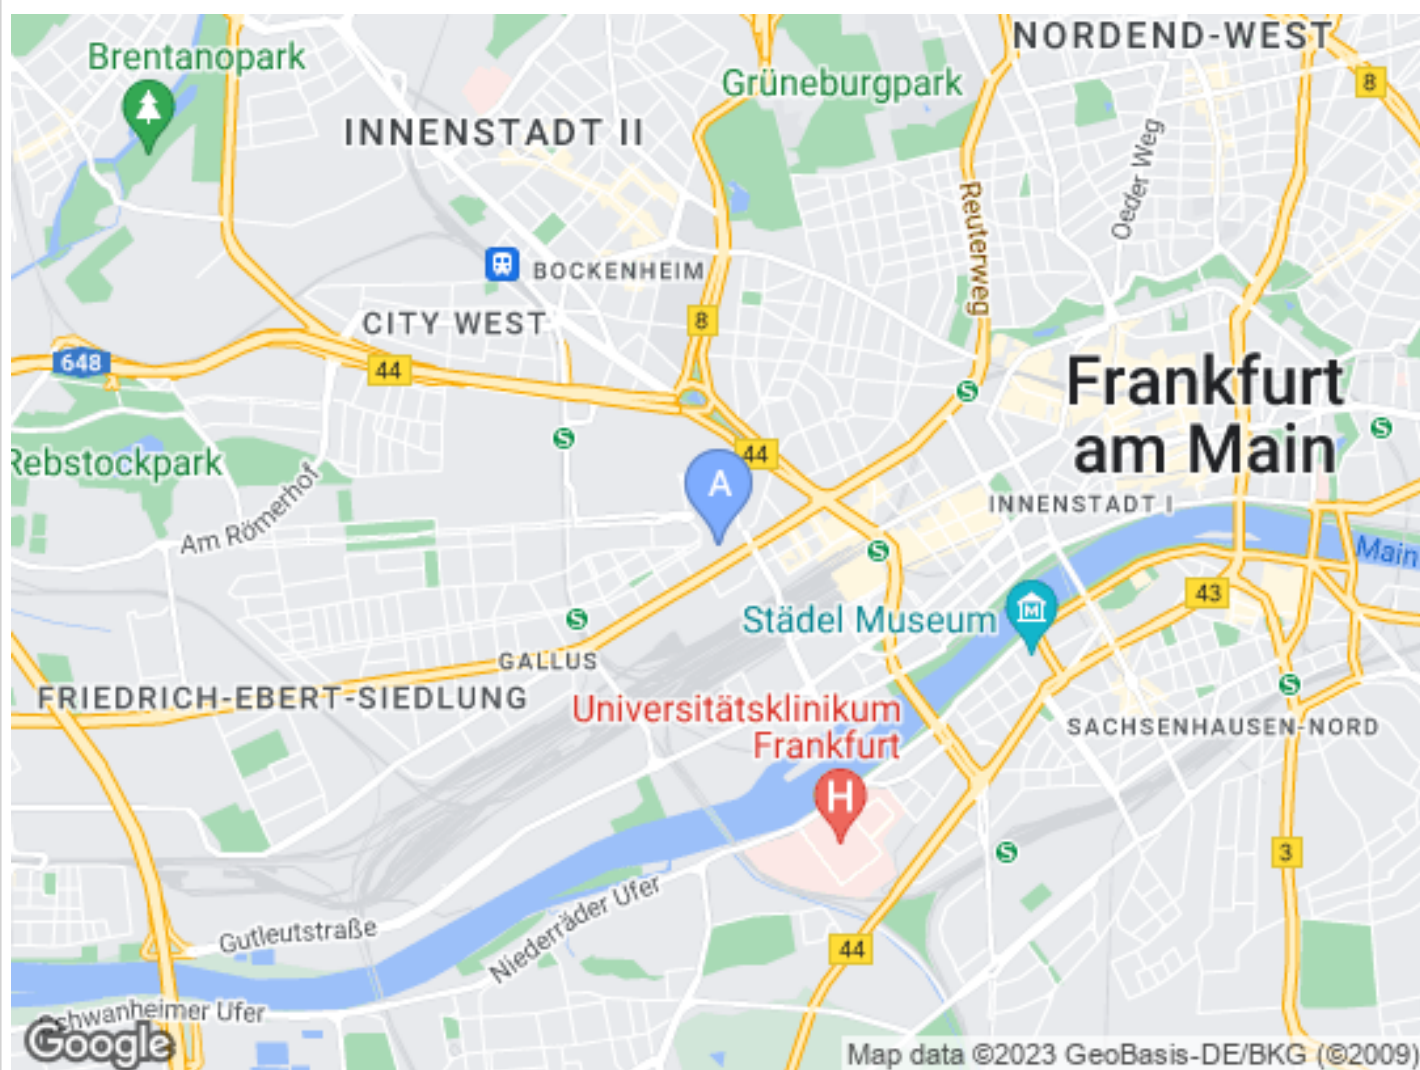 NORDEND-WEST
Brentanopark
Grüneburgpark
8
INNENSTADT II
Oeder Weg
Reuterweg
BOCKENHEIM
CITY WEST
8
648
44
Frankfurt
am Main
S
S
S
44
Rebstockpark
A
INNENSTADT I
Am Römerhof
S
Main
43
Städel Museum
M
S
GALLUS
S
FRIEDRICH-EBERT-SIEDLUNG
Universitätsklinikum
Frankfurt
SACHSENHAUSEN-NORD
H
S
3
Niederräder Ufer
Gutleutstraße
44
Schwanheimer Ufer
Google
Map data ©2023 GeoBasis-DE/BKG (©2009)